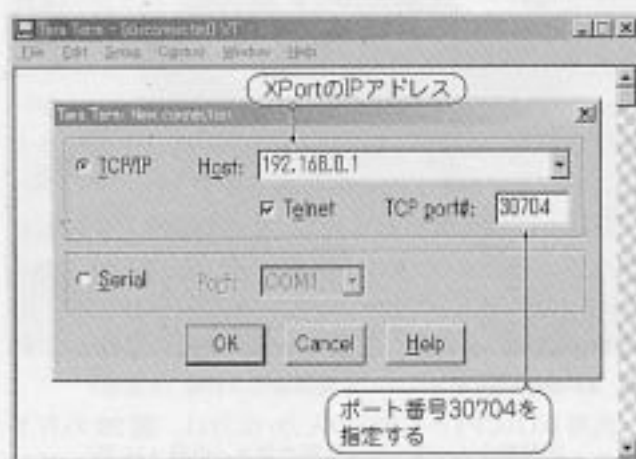 Tera Term - [disconnected] VT
File Edit Setup Control Window Help
XPortのIPアドレス
Tera Term: New connection
TCP/IP
Host: 192.168.0.1
Telnet
TCP port#: 30704
Serial
Port: COM1
OK Cancel Help
ポート番号30704を
指定する